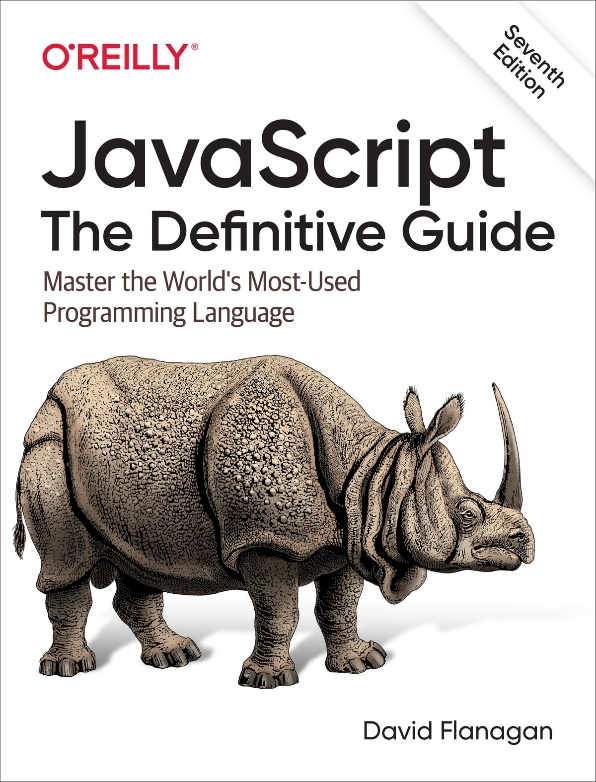 O'REILLY®
Seventh
Edition
JavaScript
The Definitive Guide
Master the World's Most-Used
Programming Language
David Flanagan